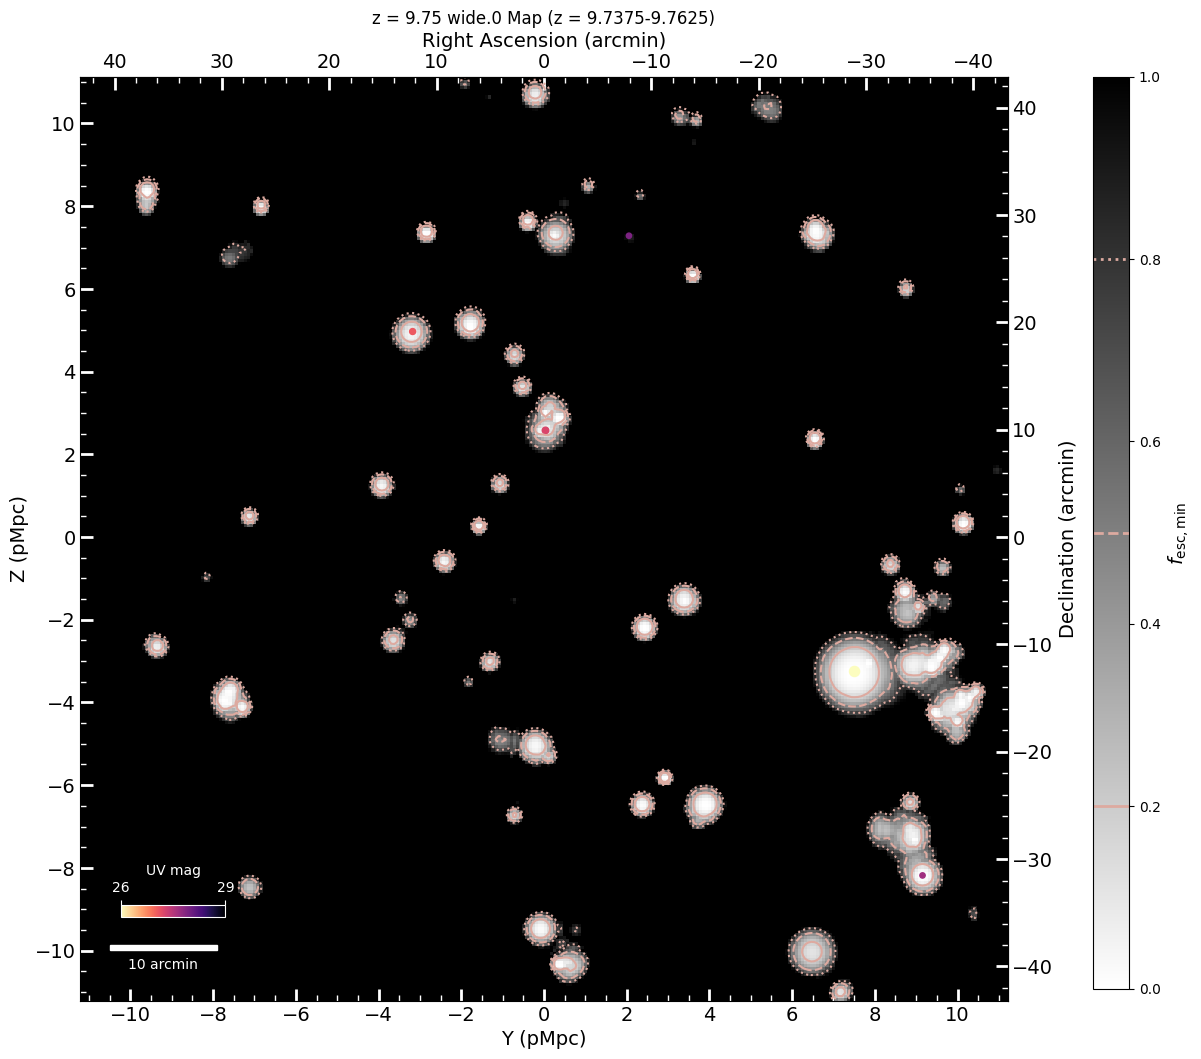 z = 9.75 wide.0 Map (z = 9.7375-9.7625)
Right Ascension (arcmin)
40 30 20 10 0 −10 −20 −30 −40
10
8
6
4
2
0
−2
−4
−6
−8
−10
Z (pMpc)
UV mag
26 29
10 arcmin
−10 −8 −6 −4 −2 0 2 4 6 8 10
Y (pMpc)
40
30
20
10
0
−10
−20
−30
−40
Declination (arcmin)
1.0
0.8
0.6
0.4
0.2
0.0
f_esc,min